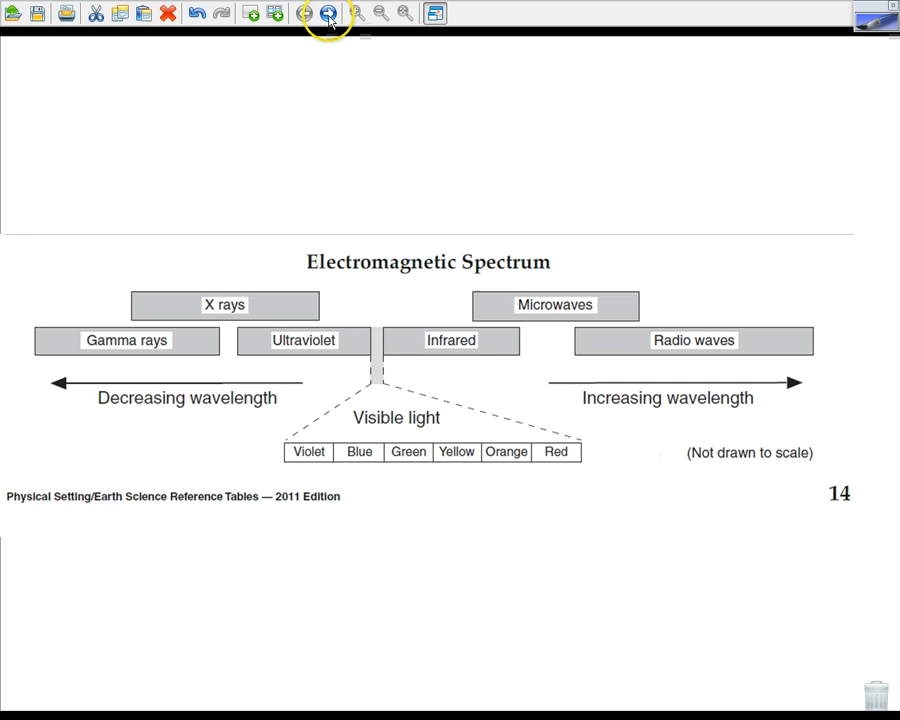 Electromagnetic Spectrum
X rays
Microwaves
Gamma rays
Ultraviolet
Infrared
Radio waves
Decreasing wavelength
Increasing wavelength
Visible light
Violet Blue Green Yellow Orange Red
(Not drawn to scale)
Physical Setting/Earth Science Reference Tables — 2011 Edition
14